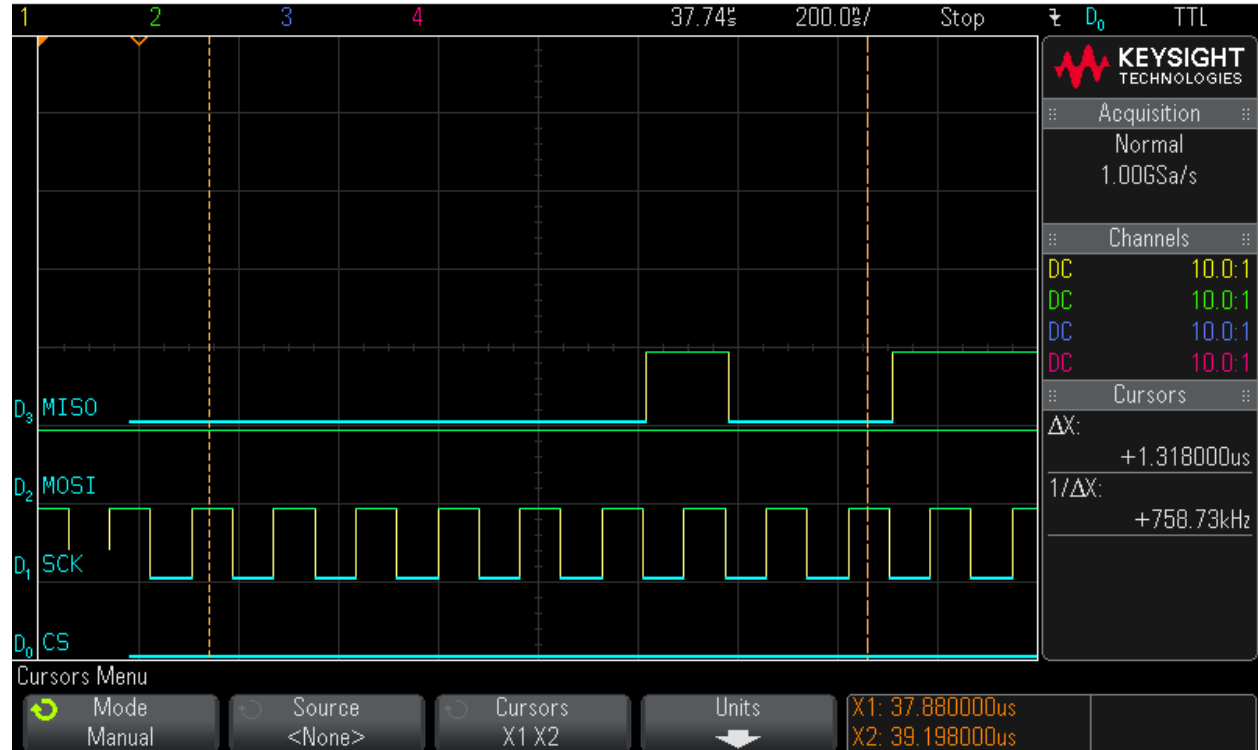 1 2 3 4 37.74us 200.0ns/ Stop D0 TTL
KEYSIGHT
TECHNOLOGIES
Acquisition
Normal
1.00GSa/s
Channels
DC 10.0:1
DC 10.0:1
DC 10.0:1
DC 10.0:1
Cursors
ΔX:
+1.318000us
1/ΔX:
+758.73kHz
D3 MISO
D2 MOSI
D1 SCK
D0 CS
Cursors Menu
Mode
Manual
Source
<None>
Cursors
X1 X2
Units
X1: 37.880000us
X2: 39.198000us